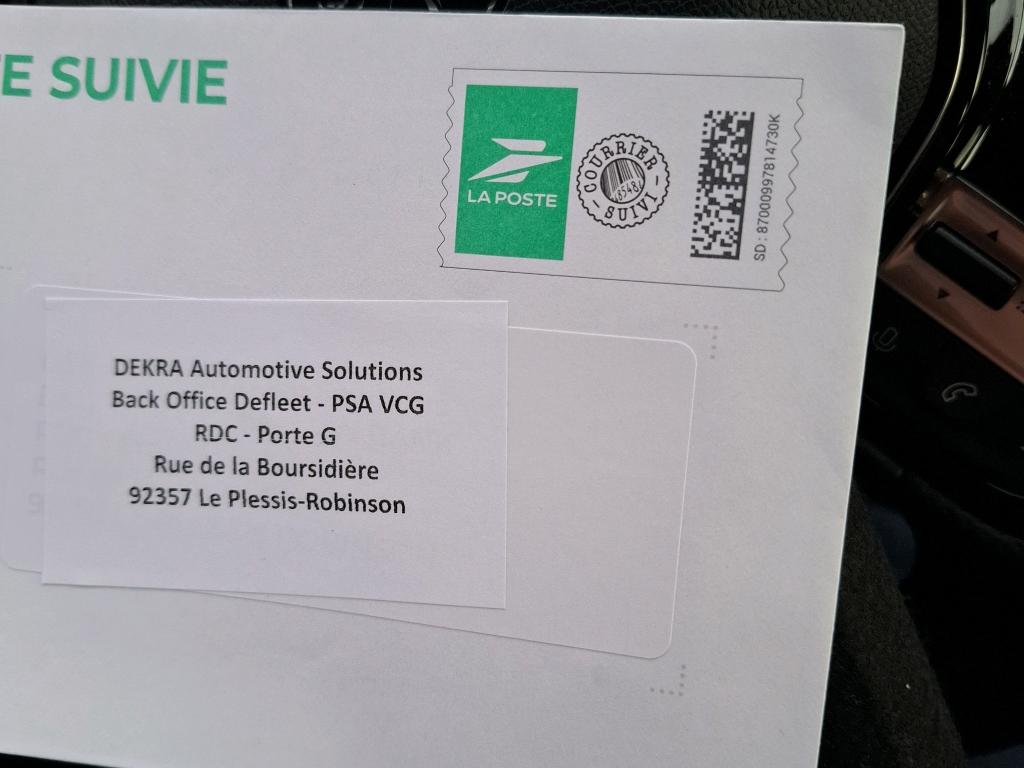 E SUIVIE
LA POSTE
COURRIER
SUIVI
SD : 87000997814730K
DEKRA Automotive Solutions
Back Office Defleet - PSA VCG
RDC - Porte G
Rue de la Boursidière
92357 Le Plessis-Robinson